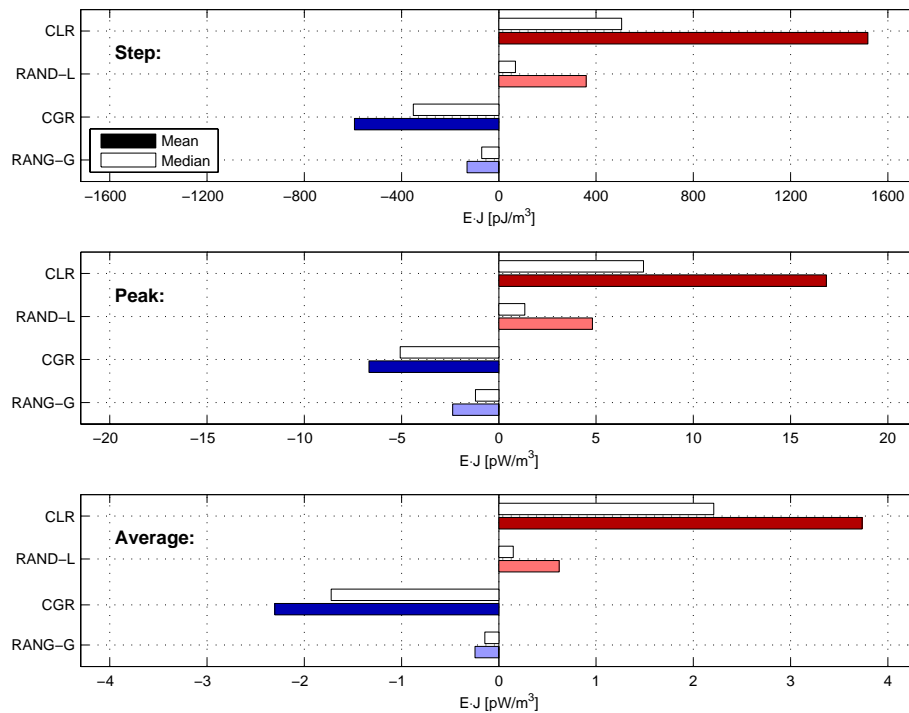 CLR
Step:
RAND−L
CGR
Mean
Median
RANG−G
−1600 −1200 −800 −400 0 400 800 1200 1600
E·J [pJ/m³]
CLR
Peak:
RAND−L
CGR
RANG−G
−20 −15 −10 −5 0 5 10 15 20
E·J [pW/m³]
CLR
Average:
RAND−L
CGR
RANG−G
−4 −3 −2 −1 0 1 2 3 4
E·J [pW/m³]